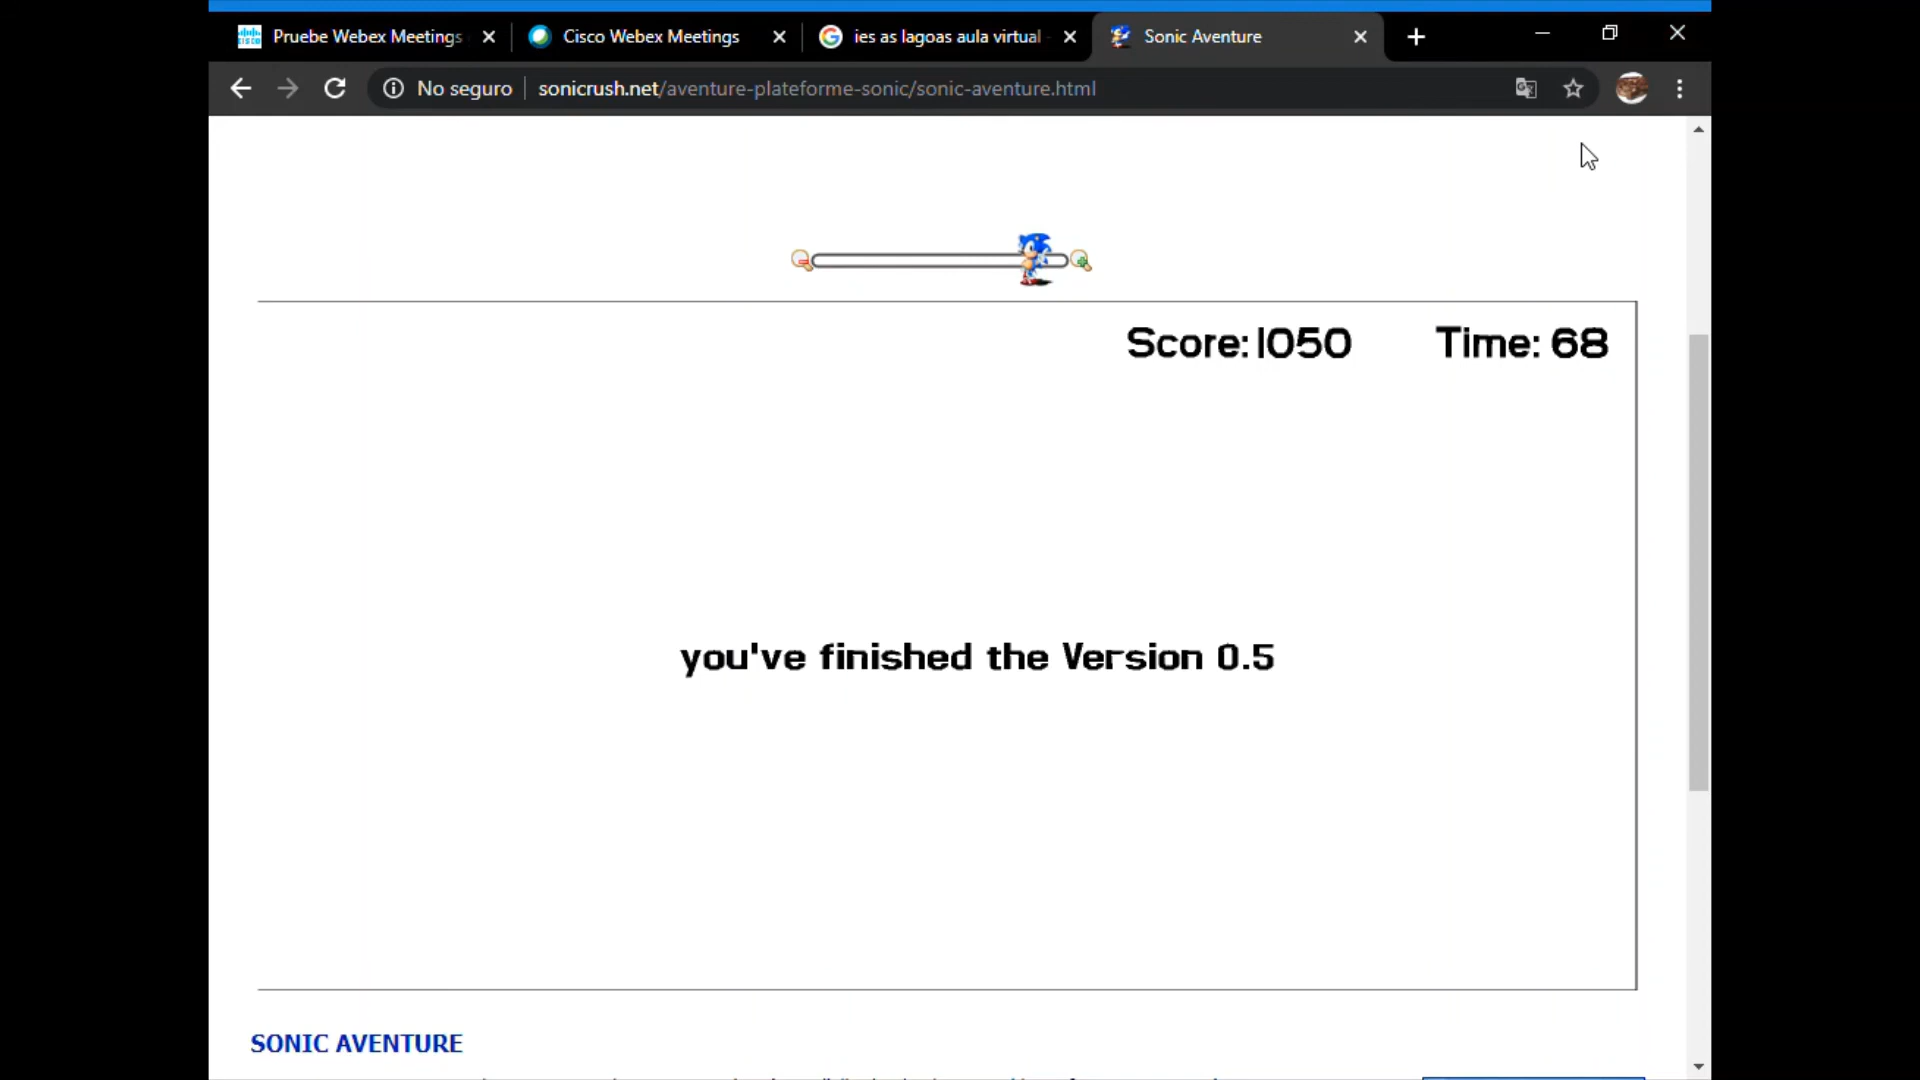 Pruebe Webex Meetings
Cisco Webex Meetings
ies as lagoas aula virtual
Sonic Aventure
No seguro
sonicrush.net/aventure-plateforme-sonic/sonic-aventure.html
Score:1050 Time: 68
you've finished the Version 0.5
SONIC AVENTURE